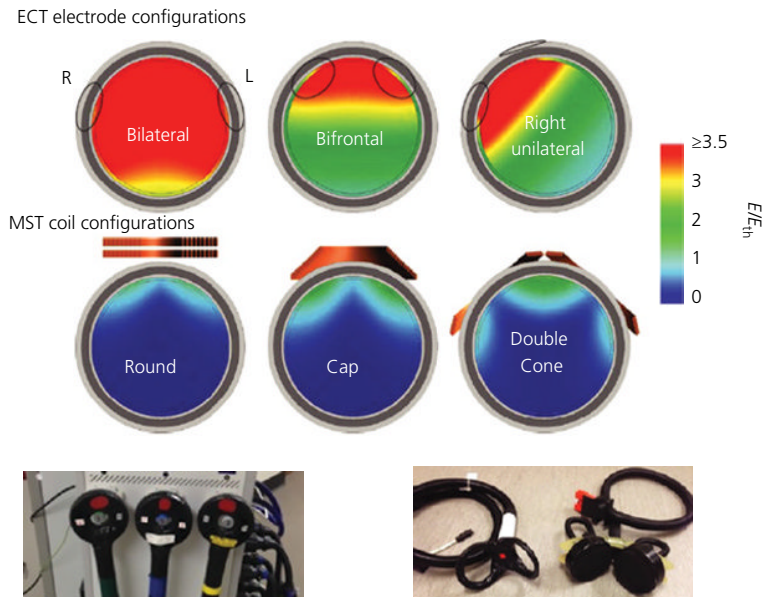 ECT electrode configurations
R
L
Bilateral
Bifrontal
Right
unilateral
≥3.5
3
2
1
0
E/Eth
MST coil configurations
Round
Cap
Double
Cone